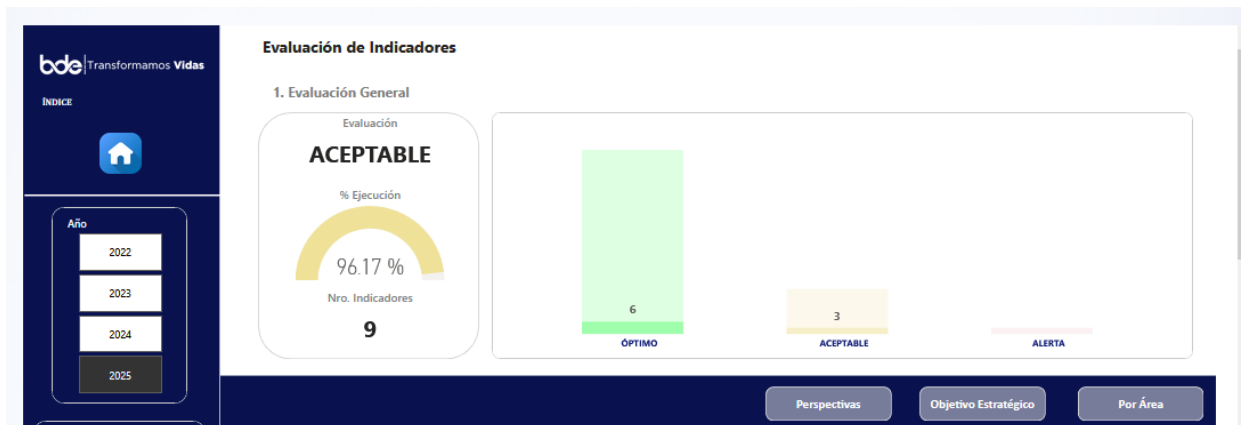 bde Transformamos Vidas
ÍNDICE
Año
2022
2023
2024
2025
Evaluación de Indicadores
1. Evaluación General
Evaluación
ACEPTABLE
% Ejecución
96.17 %
Nro. Indicadores
9
6
3
ÓPTIMO
ACEPTABLE
ALERTA
Perspectivas
Objetivo Estratégico
Por Área